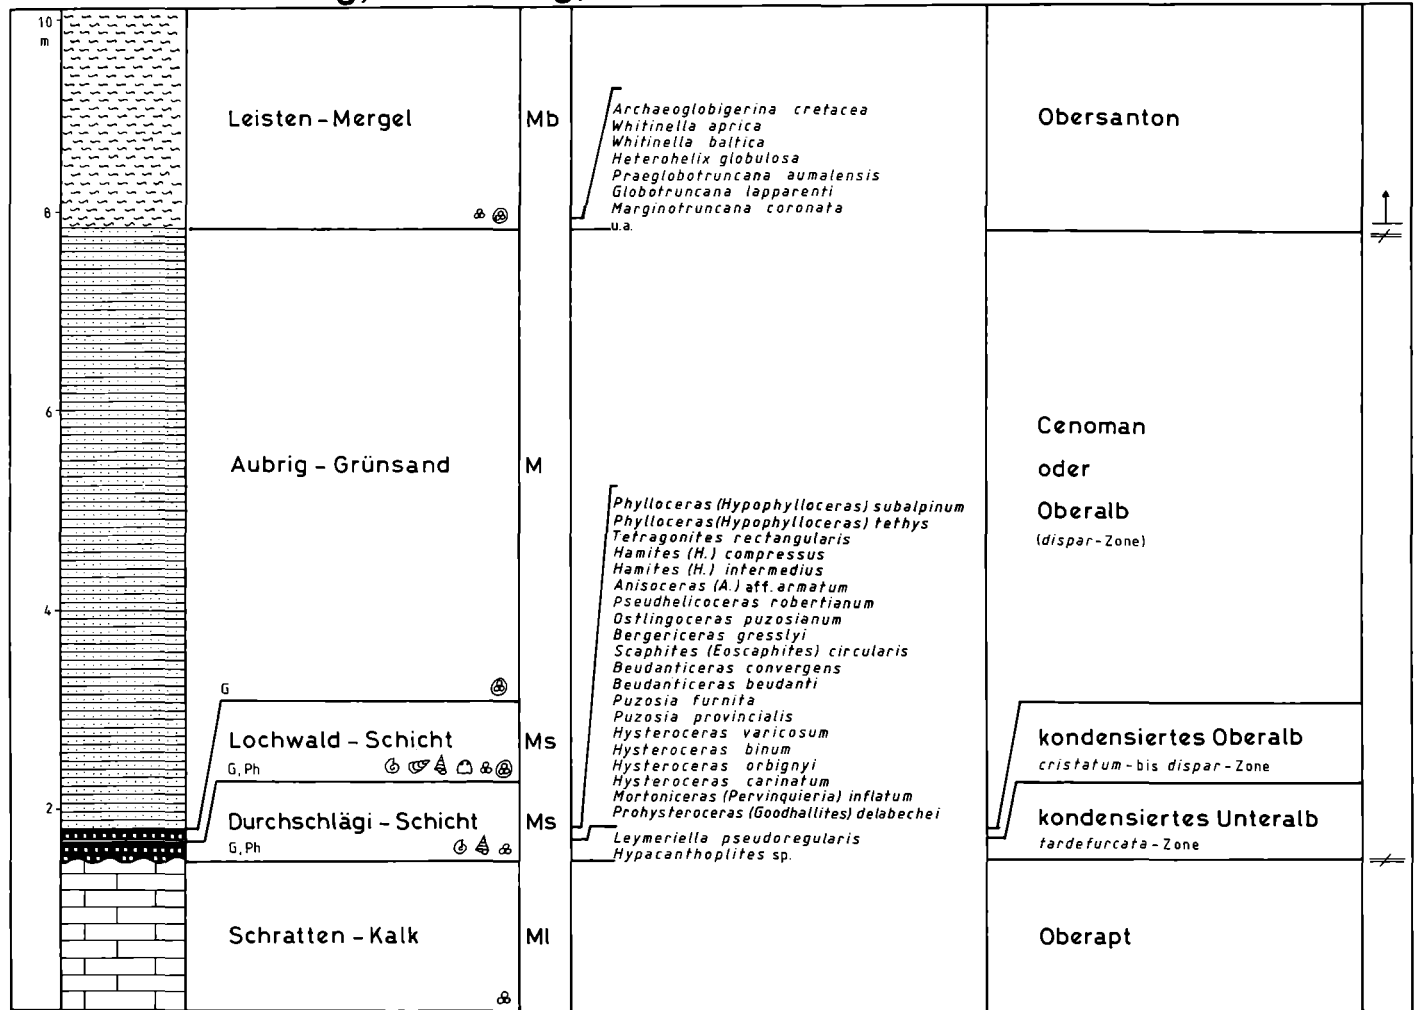 10
m
Leisten – Mergel
Mb
Archaeoglobigerina cretacea
Whitinella aprica
Whitinella baltica
Heterohelix globulosa
Praeglobotruncana aumalensis
Globotruncana lapparenti
Marginotruncana coronata
u.a.
Obersanton
8
6
Aubrig – Grünsand
M
Cenoman
oder
Oberalb
(dispar-Zone)
4
G
Phylloceras (Hypophylloceras) subalpinum
Phylloceras (Hypophylloceras) tethys
Tetragonites rectangularis
Hamites (H.) compressus
Hamites (H.) intermedius
Anisoceras (A.) aff. armatum
Pseudhelicoceras robertianum
Ostlingoceras puzosianum
Bergericeras gresslyi
Scaphites (Eoscaphites) circularis
Beudanticeras convergens
Beudanticeras beudanti
Puzosia furnita
Puzosia provincialis
Hysteroceras varicosum
Hysteroceras binum
Hysteroceras orbignyi
Hysteroceras carinatum
Mortoniceras (Pervinquieria) inflatum
Prohysteroceras (Goodhallites) delabechei
Lochwald – Schicht
G, Ph
Ms
kondensiertes Oberalb
cristatum – bis dispar – Zone
2
Durchschlägi – Schicht
G, Ph
Ms
Leymeriella pseudoregularis
Hypacanthoplites sp.
kondensiertes Unteralb
tardefurcata – Zone
Schratten – Kalk
Ml
Oberapt